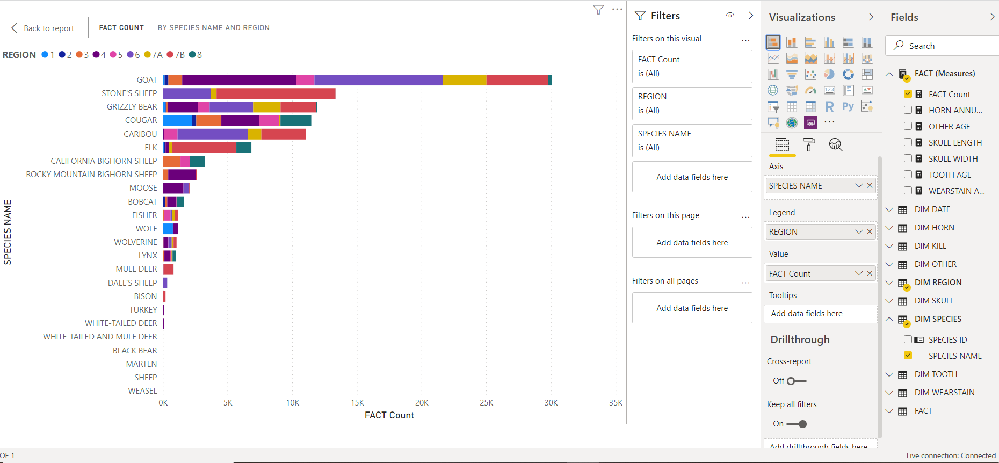 Back to report
FACT COUNT
BY SPECIES NAME AND REGION
REGION 1 2 3 4 5 6 7A 7B 8
SPECIES NAME
GOAT
STONE'S SHEEP
GRIZZLY BEAR
COUGAR
CARIBOU
ELK
CALIFORNIA BIGHORN SHEEP
ROCKY MOUNTAIN BIGHORN SHEEP
MOOSE
BOBCAT
FISHER
WOLF
WOLVERINE
LYNX
MULE DEER
DALL'S SHEEP
BISON
TURKEY
WHITE-TAILED DEER
WHITE-TAILED AND MULE DEER
BLACK BEAR
MARTEN
SHEEP
WEASEL
0K 5K 10K 15K 20K 25K 30K 35K
FACT Count
Filters
Filters on this visual
FACT Count
is (All)
REGION
is (All)
SPECIES NAME
is (All)
Add data fields here
Filters on this page
Add data fields here
Filters on all pages
Add data fields here
Visualizations
123
R
Py
Axis
SPECIES NAME
Legend
REGION
Value
FACT Count
Tooltips
Add data fields here
Drillthrough
Cross-report
Off
Keep all filters
On
Add drillthrough fields here
Fields
Search
FACT (Measures)
FACT Count
HORN ANNU...
OTHER AGE
SKULL LENGTH
SKULL WIDTH
TOOTH AGE
WEARSTAIN A...
DIM DATE
DIM HORN
DIM KILL
DIM OTHER
DIM REGION
DIM SKULL
DIM SPECIES
SPECIES ID
SPECIES NAME
DIM TOOTH
DIM WEARSTAIN
FACT
OF 1
Live connection: Connected